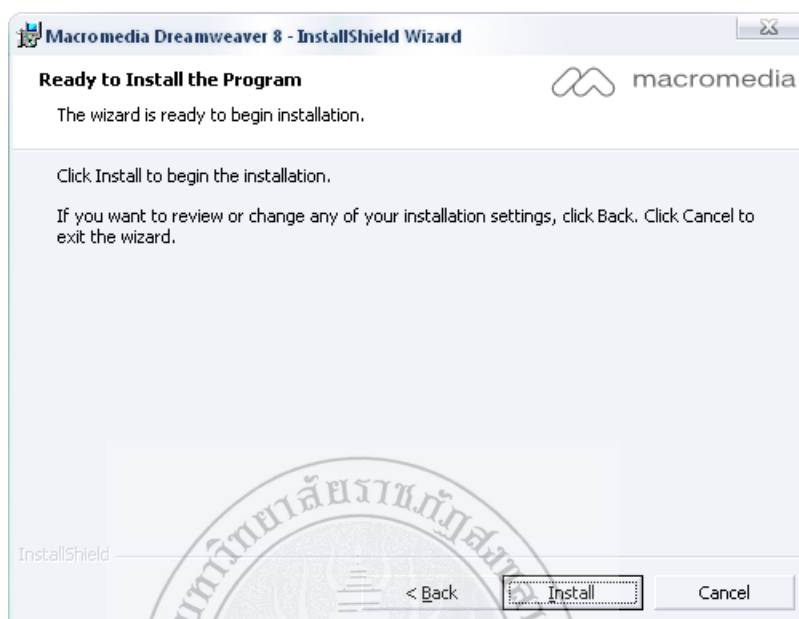 Macromedia Dreamweaver 8 - InstallShield Wizard
Ready to Install the Program
macromedia
The wizard is ready to begin installation.
Click Install to begin the installation.
If you want to review or change any of your installation settings, click Back. Click Cancel to
exit the wizard.
InstallShield
< Back
Install
Cancel